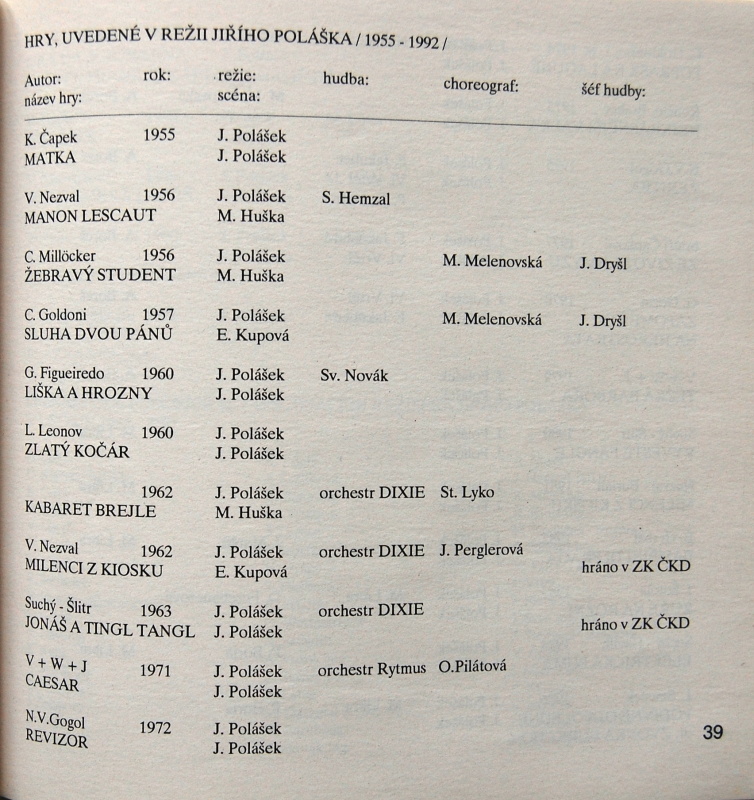 HRY, UVEDENÉ V REŽII JIŘÍHO POLÁŠKA / 1955 - 1992 /
Autor: rok: režie: hudba: choreograf: šéf hudby:
název hry: scéna:
K. Čapek 1955 J. Polášek
MATKA J. Polášek
V. Nezval 1956 J. Polášek S. Hemzal
MANON LESCAUT M. Huška
C. Millöcker 1956 J. Polášek M. Melenovská J. Dryšl
ŽEBRAVÝ STUDENT M. Huška
C. Goldoni 1957 J. Polášek M. Melenovská J. Dryšl
SLUHA DVOU PÁNŮ E. Kupová
G. Figueiredo 1960 J. Polášek Sv. Novák
LIŠKA A HROZNY J. Polášek
L. Leonov 1960 J. Polášek
ZLATÝ KOČÁR J. Polášek
1962 J. Polášek orchestr DIXIE St. Lyko
KABARET BREJLE M. Huška
V. Nezval 1962 J. Polášek orchestr DIXIE J. Perglerová
MILENCI Z KIOSKU E. Kupová hráno v ZK ČKD
Suchý - Šlitr 1963 J. Polášek orchestr DIXIE
JONÁŠ A TINGL TANGL J. Polášek hráno v ZK ČKD
V + W + J 1971 J. Polášek orchestr Rytmus O.Pilátová
CAESAR J. Polášek
N.V.Gogol 1972 J. Polášek
REVIZOR J. Polášek
39